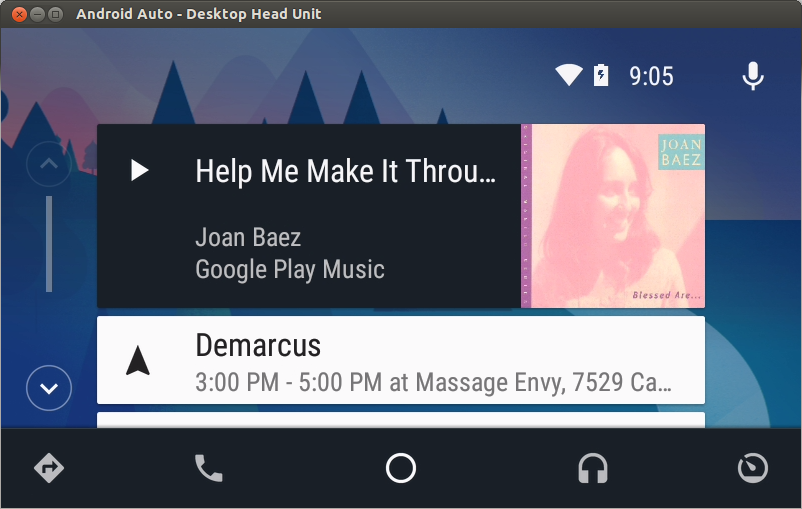 Android Auto - Desktop Head Unit
9:05
Help Me Make It Throu...
Joan Baez
Google Play Music
JOAN
BAEZ
Blessed Are...
Demarcus
3:00 PM - 5:00 PM at Massage Envy, 7529 Ca...